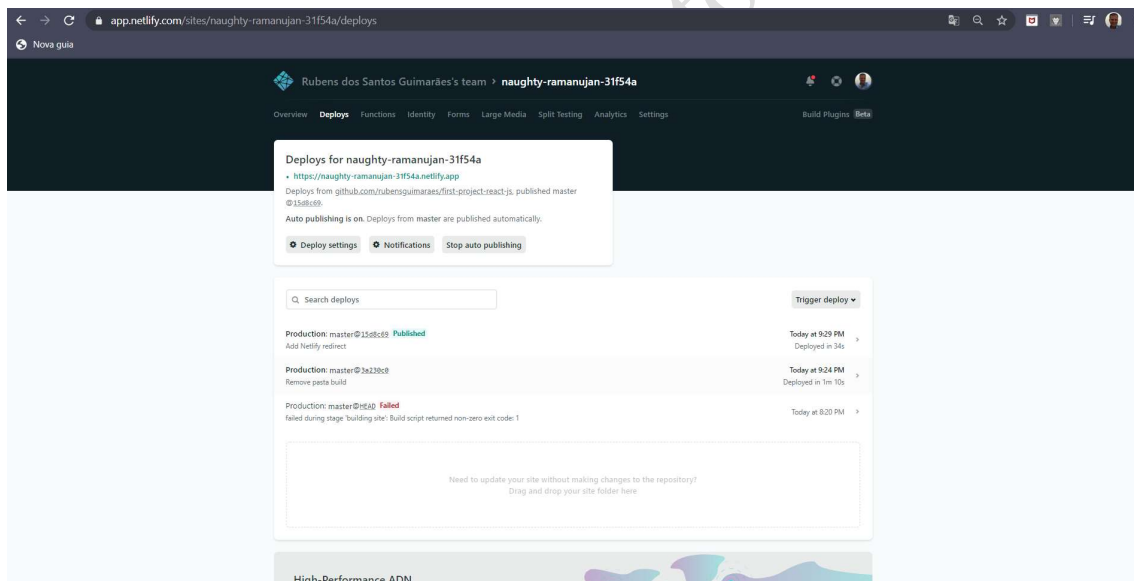 app.netlify.com/sites/naughty-ramanujan-31f54a/deploys
Nova guia
Rubens dos Santos Guimarães's team > naughty-ramanujan-31f54a
Overview Deploys Functions Identity Forms Large Media Split Testing Analytics Settings Build Plugins Beta
Deploys for naughty-ramanujan-31f54a
• https://naughty-ramanujan-31f54a.netlify.app
Deploys from github.com/rubensguimaraes/first-project-react-js, published master
@15d8c69.
Auto publishing is on. Deploys from master are published automatically.
Deploy settings Notifications Stop auto publishing
Search deploys Trigger deploy
Production: master@15d8c69 Published Today at 9:29 PM
Add Netlify redirect Deployed in 34s
Production: master@3a230c0 Today at 9:24 PM
Remove pasta build Deployed in 1m 10s
Production: master@HEAD Failed
failed during stage 'building site': Build script returned non-zero exit code: 1 Today at 8:20 PM
Need to update your site without making changes to the repository?
Drag and drop your site folder here
High-Performance ADN